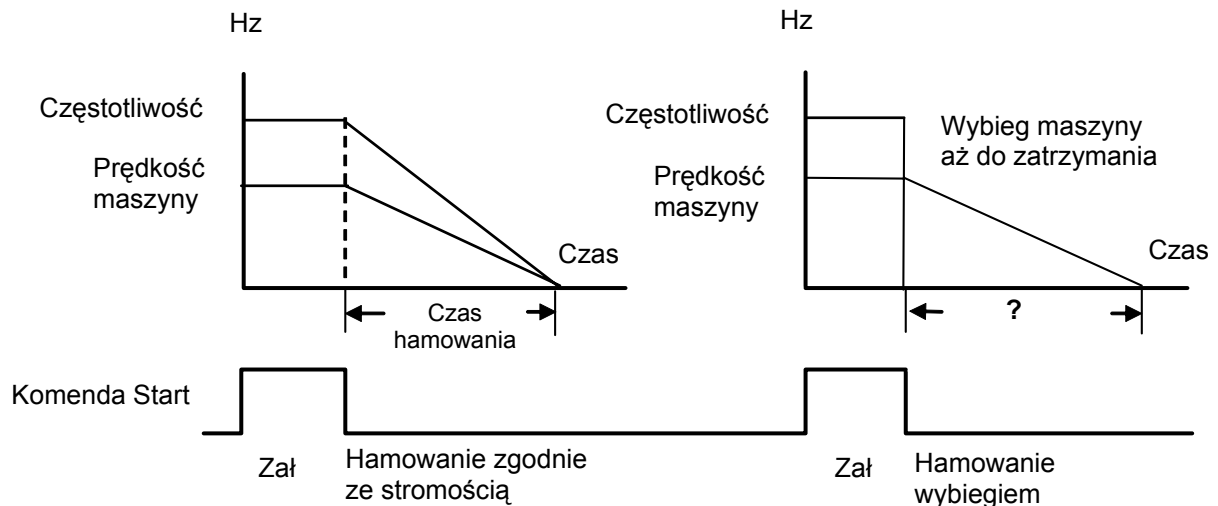 Hz
Częstotliwość
Prędkość
maszyny
Czas
Czas
hamowania
Hz
Częstotliwość
Wybieg maszyny
aż do zatrzymania
Prędkość
maszyny
Czas
?
Komenda Start
Zał
Hamowanie zgodnie
ze stromością
Zał
Hamowanie
wybiegiem